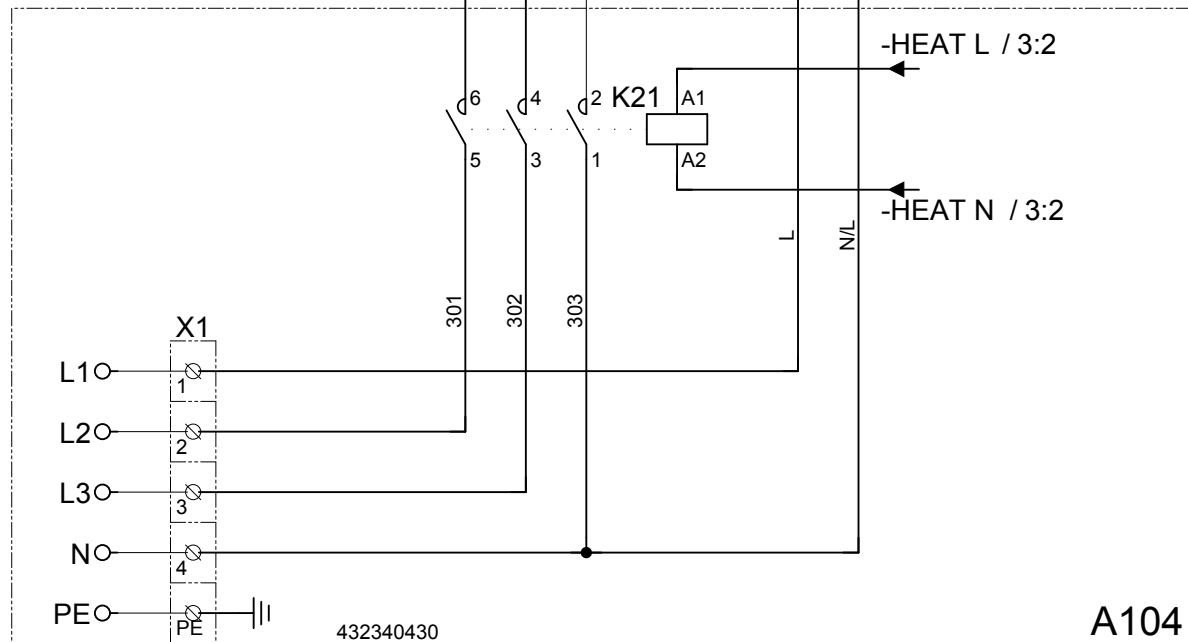 -HEAT L / 3:2
6
4
2
K21
A1
5
3
1
A2
-HEAT N / 3:2
L
N/L
301
302
303
X1
L1
1
L2
2
L3
3
N
4
PE
PE
432340430
A104